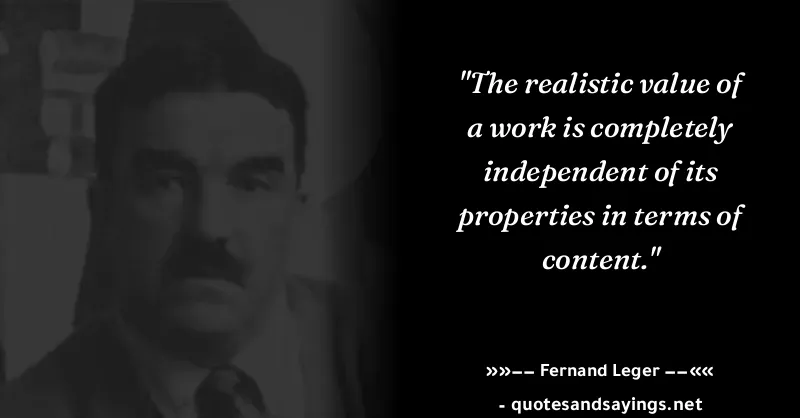 "The realistic value of
a work is completely
independent of its
properties in terms of
content."
»»−− Fernand Leger −−««
- quotesandsayings.net